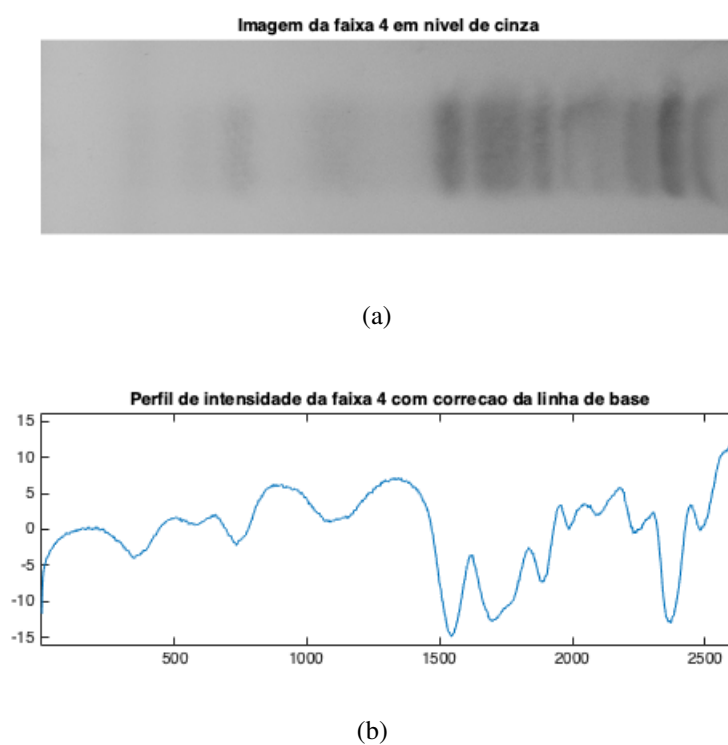 Imagem da faixa 4 em nivel de cinza
(a)
Perfil de intensidade da faixa 4 com correcao da linha de base
15
10
5
0
-5
-10
-15
500 1000 1500 2000 2500
(b)